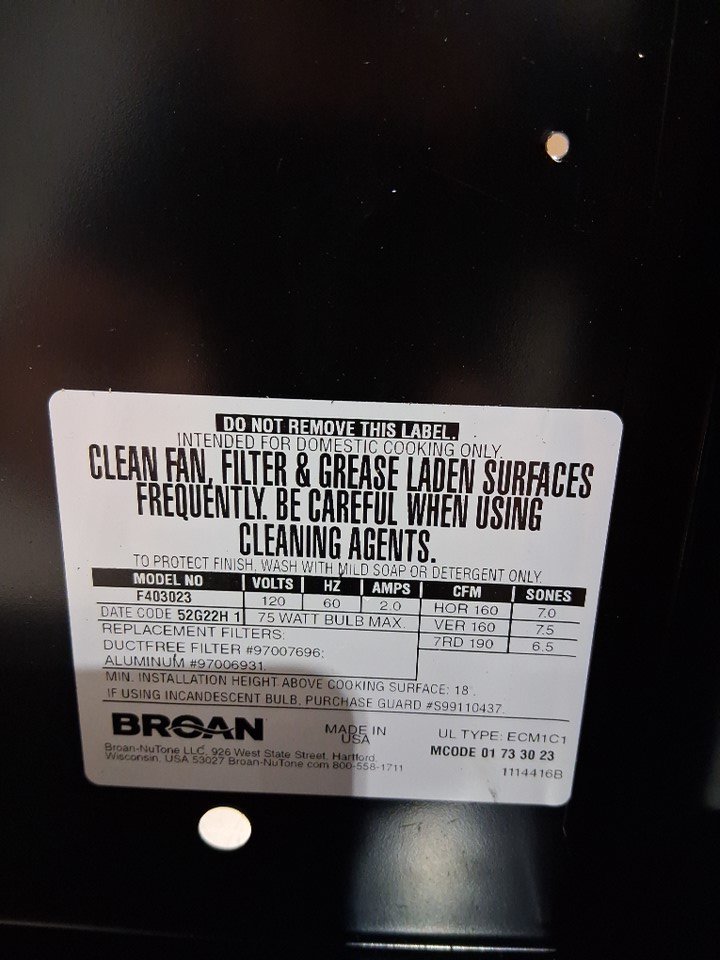 DO NOT REMOVE THIS LABEL.
INTENDED FOR DOMESTIC COOKING ONLY.
CLEAN FAN, FILTER & GREASE LADEN SURFACES
FREQUENTLY. BE CAREFUL WHEN USING
CLEANING AGENTS.
TO PROTECT FINISH, WASH WITH MILD SOAP OR DETERGENT ONLY.
MODEL NO VOLTS HZ AMPS CFM SONES
F403023 120 60 2.0 HOR 160 7.0
DATE CODE 52G22H 1 75 WATT BULB MAX. VER 160 7.5
REPLACEMENT FILTERS: 7RD 190 6.5
DUCTFREE FILTER #97007696;
ALUMINUM #97006931
MIN. INSTALLATION HEIGHT ABOVE COOKING SURFACE: 18".
IF USING INCANDESCENT BULB, PURCHASE GUARD #S99110437.
BROAN
MADE IN
USA
UL TYPE: ECM1C1
MCODE 01 73 30 23
Broan-NuTone LLC, 926 West State Street, Hartford,
Wisconsin, USA 53027 Broan-NuTone.com 800-558-1711
1114416B